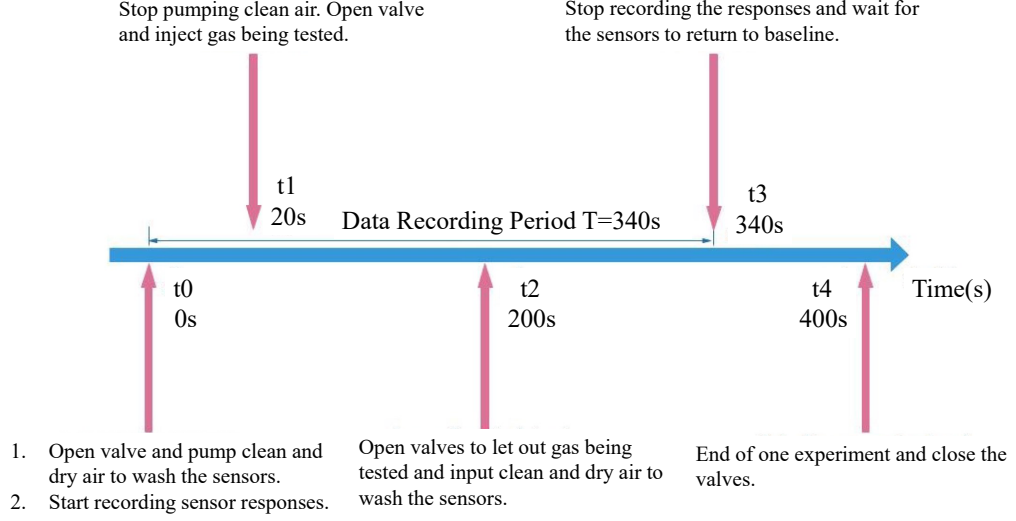 Stop pumping clean air. Open valve
and inject gas being tested.
Stop recording the responses and wait for
the sensors to return to baseline.
t1
20s
Data Recording Period T=340s
t3
340s
t0
0s
t2
200s
t4
400s
Time(s)
1. Open valve and pump clean and
dry air to wash the sensors.
2. Start recording sensor responses.
Open valves to let out gas being
tested and input clean and dry air to
wash the sensors.
End of one experiment and close the
valves.